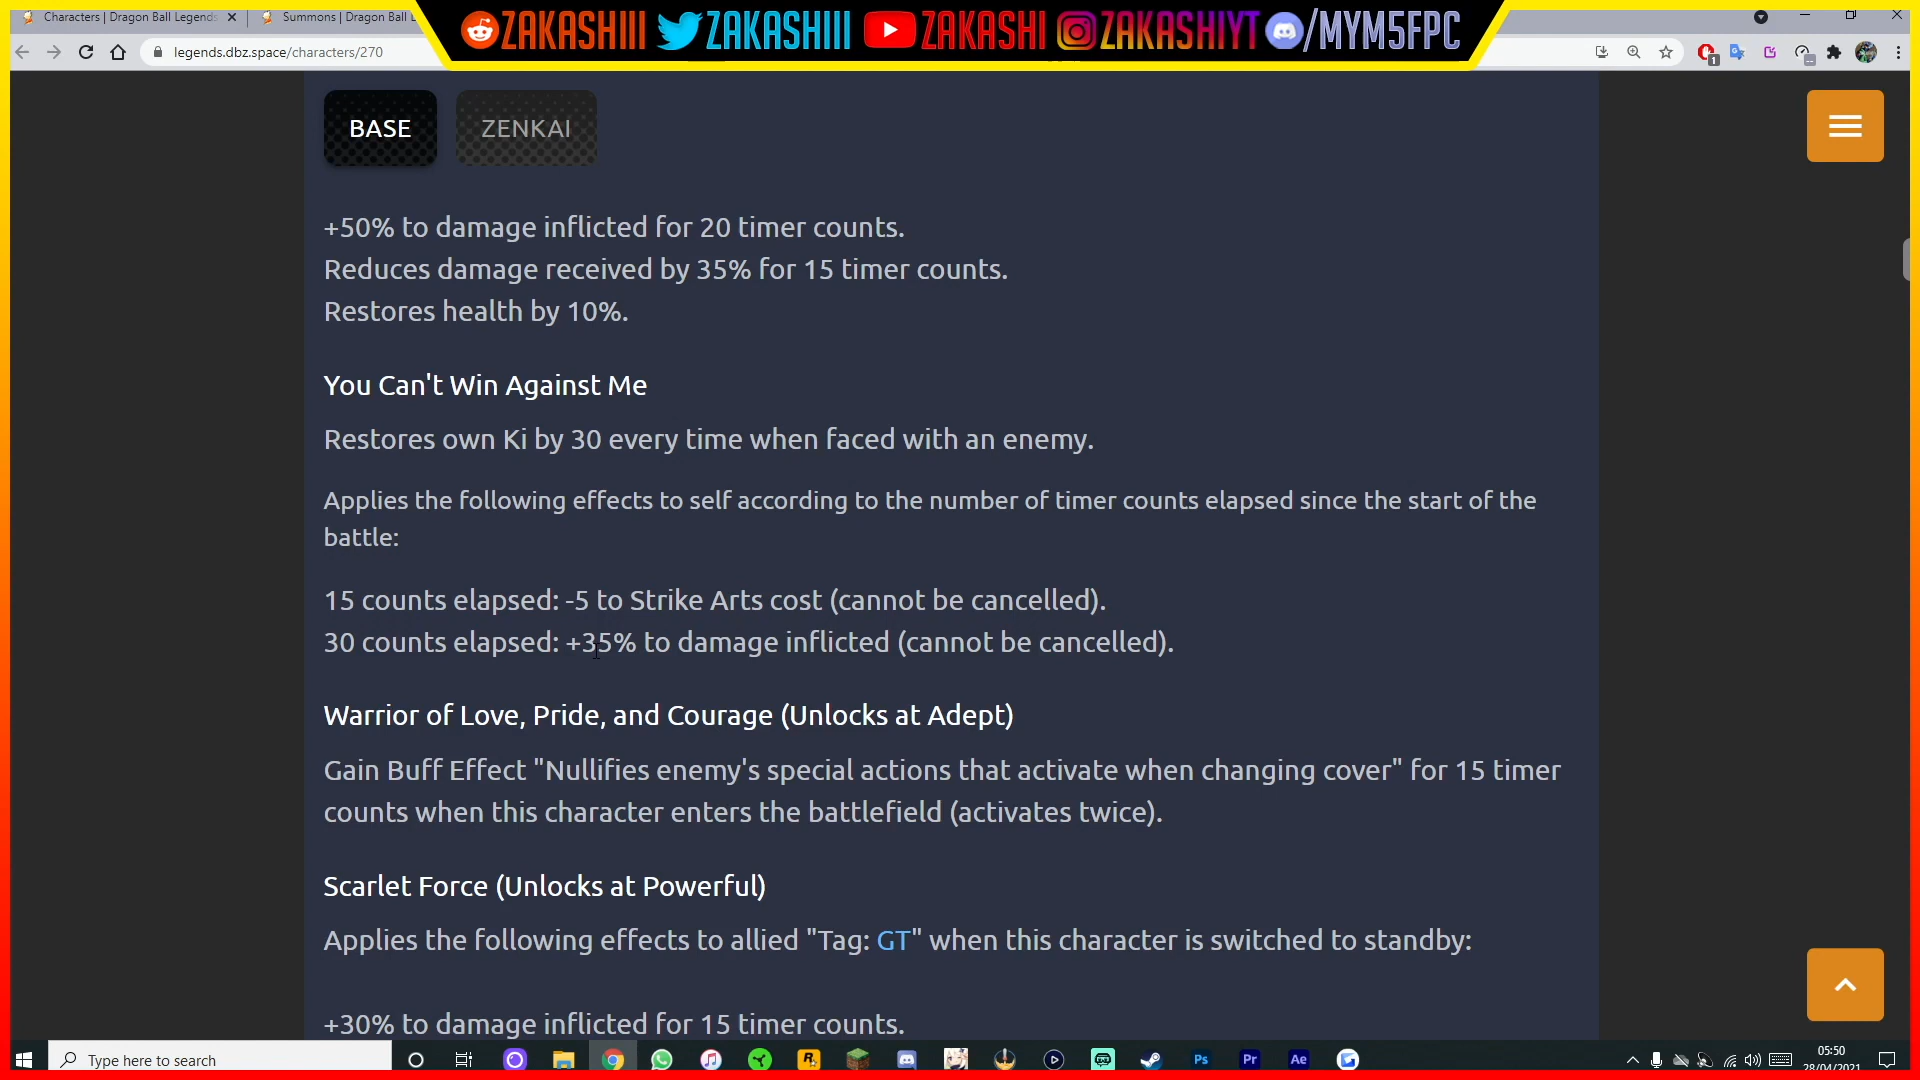 Characters | Dragon Ball Legends
Summons | Dragon Ball L
ZAKASHIII ZAKASHIII ZAKASHI ZAKASHIYT /MYM5FPC
legends.dbz.space/characters/270
1
BASE ZENKAI
+50% to damage inflicted for 20 timer counts.
Reduces damage received by 35% for 15 timer counts.
Restores health by 10%.
You Can't Win Against Me
Restores own Ki by 30 every time when faced with an enemy.
Applies the following effects to self according to the number of timer counts elapsed since the start of the
battle:
15 counts elapsed: -5 to Strike Arts cost (cannot be cancelled).
30 counts elapsed: +35% to damage inflicted (cannot be cancelled).
Warrior of Love, Pride, and Courage (Unlocks at Adept)
Gain Buff Effect "Nullifies enemy's special actions that activate when changing cover" for 15 timer
counts when this character enters the battlefield (activates twice).
Scarlet Force (Unlocks at Powerful)
Applies the following effects to allied "Tag: GT" when this character is switched to standby:
+30% to damage inflicted for 15 timer counts.
Type here to search
R
Ps Pr Ae
05:50
28/04/2021